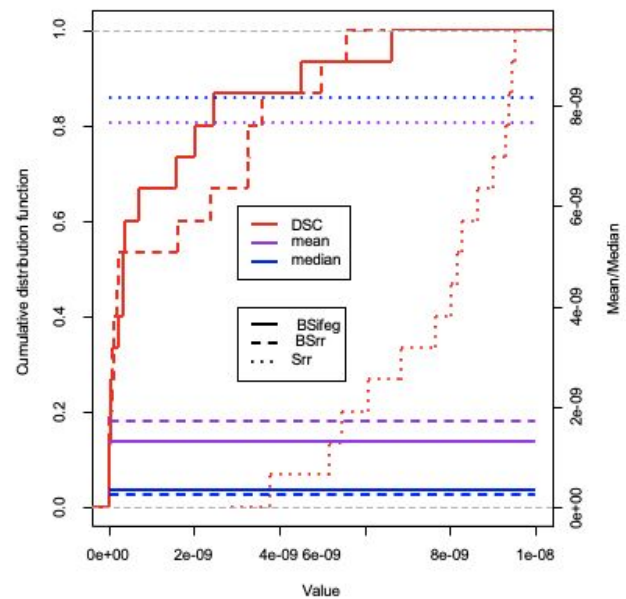 Cumulative distribution function
1.0
0.8
0.6
0.4
0.2
0.0
DSC
mean
median
BSifeg
BSrr
Srr
8e-09
6e-09
4e-09
2e-09
0e+00
Mean/Median
0e+00 2e-09 4e-09 6e-09 8e-09 1e-08
Value